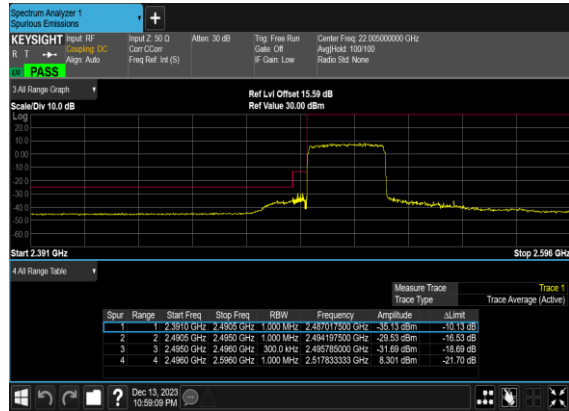 Spectrum Analyzer 1
Spurious Emissions
+
KEYSIGHT Input: RF Input Z: 50 Ω Atten: 30 dB Trig: Free Run Center Freq: 22.005000000 GHz
R T Coupling: DC Corr CCorr Gate: Off Avg|Hold: 100/100
Align: Auto Freq Ref: Int (S) IF Gain: Low Radio Std: None
PASS
3 All Range Graph
Ref Lvl Offset 15.59 dB
Scale/Div 10.0 dB Ref Value 30.00 dBm
Log
20.0
10.0
0.00
-10.0
-20.0
-30.0
-40.0
-50.0
-60.0
Start 2.391 GHz Stop 2.596 GHz
4 All Range Table
Measure Trace Trace 1
Trace Type Trace Average (Active)
Spur Range Start Freq Stop Freq RBW Frequency Amplitude ΔLimit
1 1 2.3910 GHz 2.4905 GHz 1.000 MHz 2.487017500 GHz -35.13 dBm -10.13 dB
2 2 2.4905 GHz 2.4950 GHz 1.000 MHz 2.494197500 GHz -29.53 dBm -16.53 dB
3 3 2.4950 GHz 2.4960 GHz 300.0 kHz 2.495785000 GHz -31.69 dBm -18.69 dB
4 4 2.4960 GHz 2.5960 GHz 1.000 MHz 2.517833333 GHz 8.301 dBm -21.70 dB
? Dec 13, 2023
10:59:09 PM